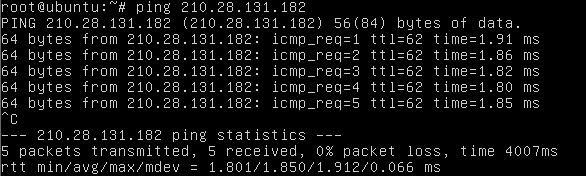 root@ubuntu:~# ping 210.28.131.182
PING 210.28.131.182 (210.28.131.182) 56(84) bytes of data.
64 bytes from 210.28.131.182: icmp_req=1 ttl=62 time=1.91 ms
64 bytes from 210.28.131.182: icmp_req=2 ttl=62 time=1.86 ms
64 bytes from 210.28.131.182: icmp_req=3 ttl=62 time=1.82 ms
64 bytes from 210.28.131.182: icmp_req=4 ttl=62 time=1.80 ms
64 bytes from 210.28.131.182: icmp_req=5 ttl=62 time=1.85 ms
^C
--- 210.28.131.182 ping statistics ---
5 packets transmitted, 5 received, 0% packet loss, time 4007ms
rtt min/avg/max/mdev = 1.801/1.850/1.912/0.066 ms